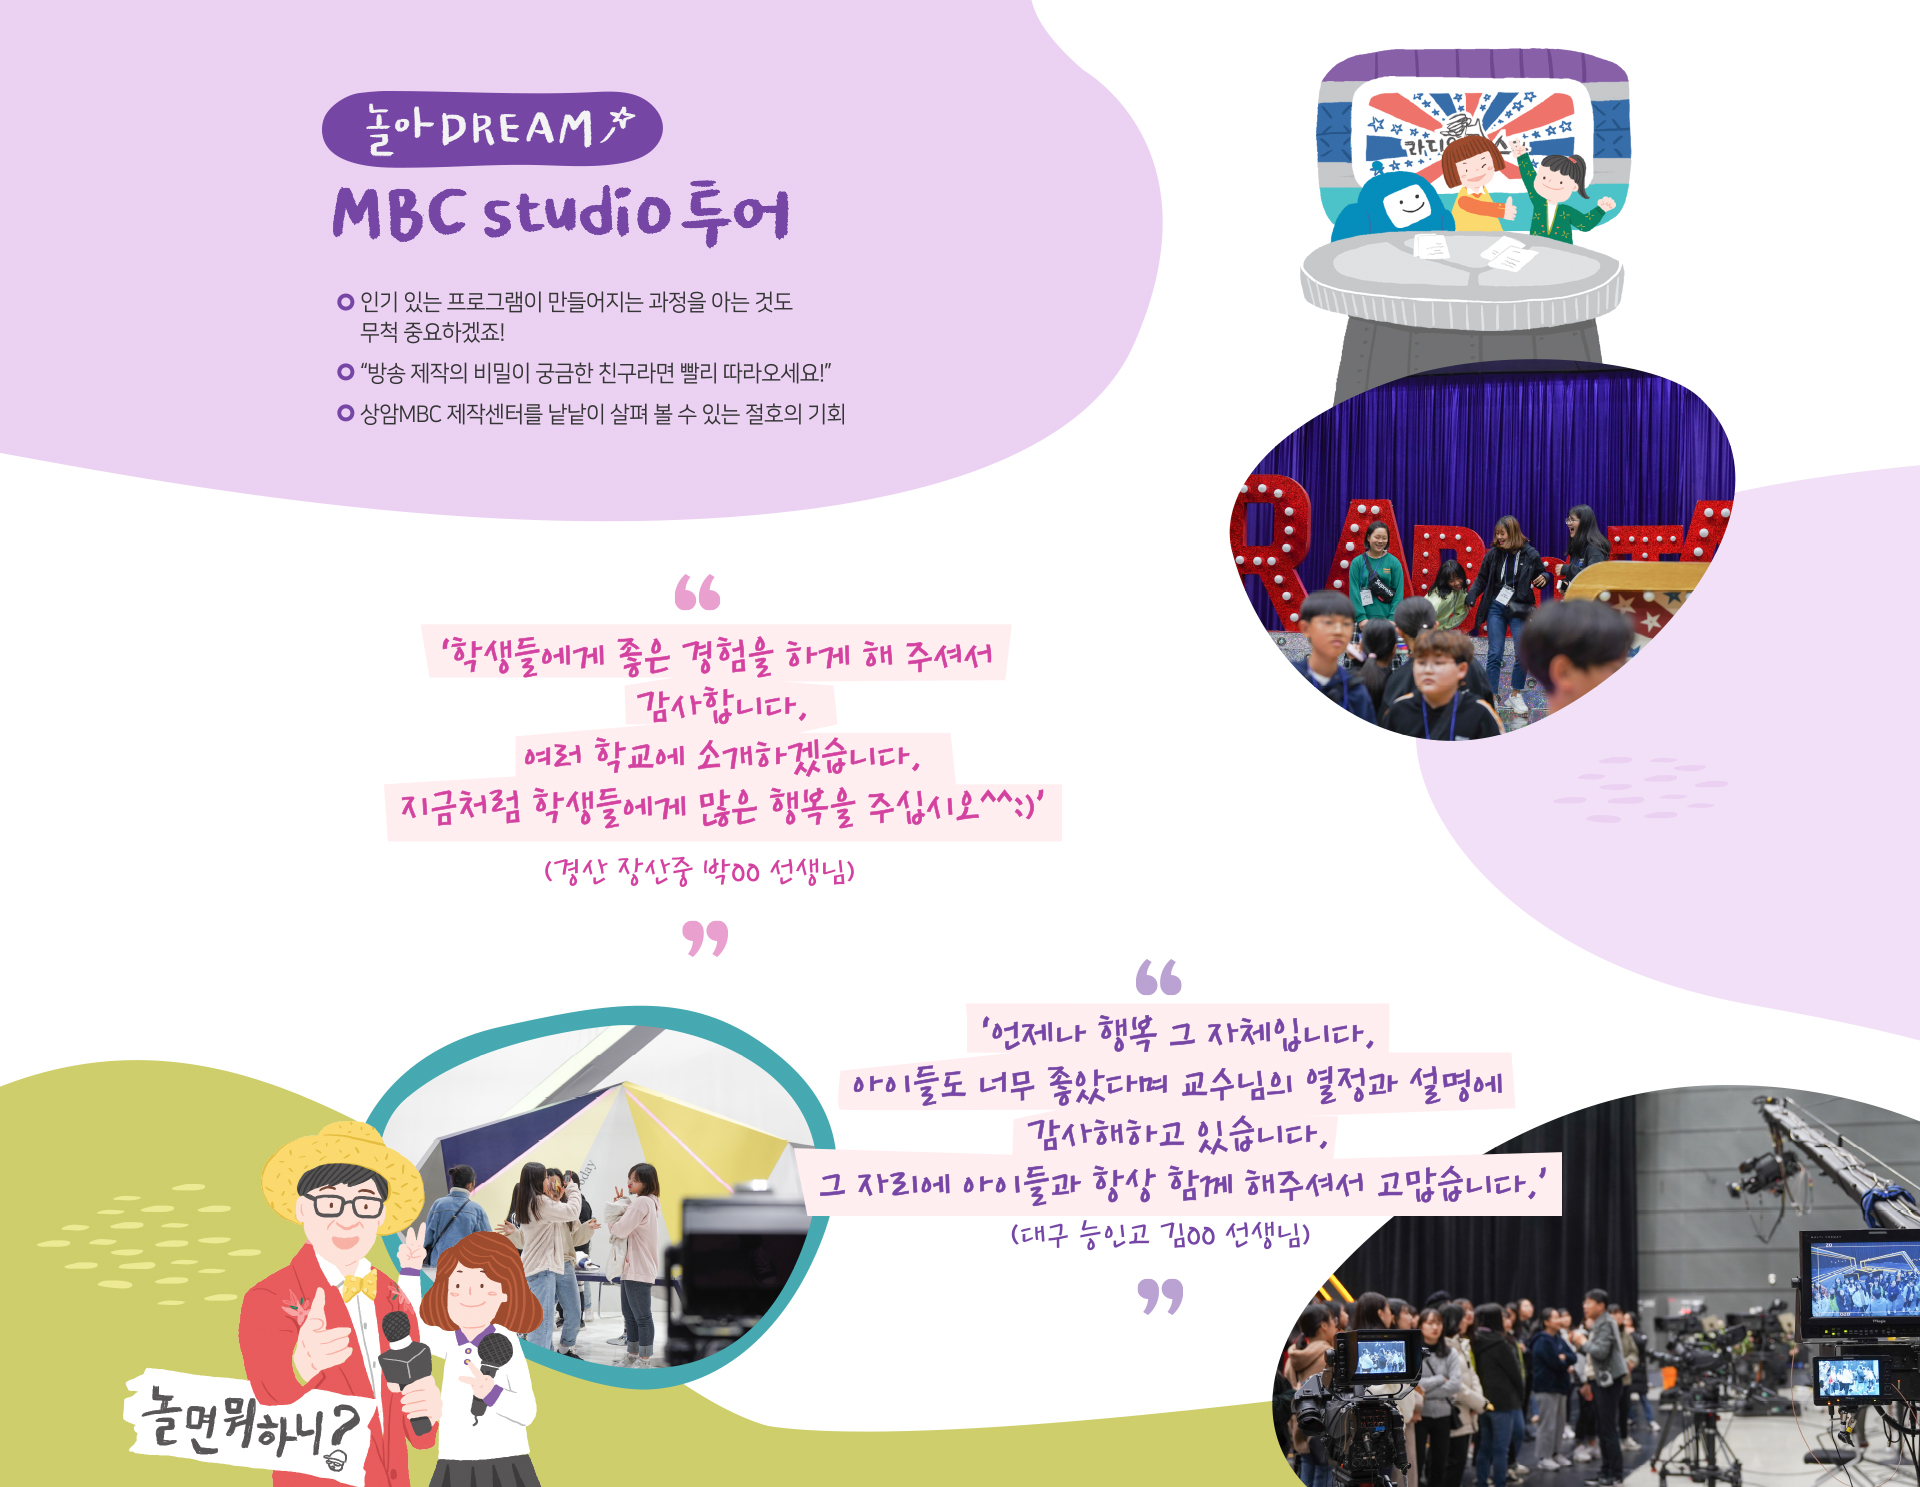 놀아DREAM
MBC studio 투어
인기 있는 프로그램이 만들어지는 과정을 아는 것도
무척 중요하겠죠!
“방송 제작의 비밀이 궁금한 친구라면 빨리 따라오세요!”
상암MBC 제작센터를 낱낱이 살펴 볼 수 있는 절호의 기회
라디 스
RAD
Supreme
“
‘학생들에게 좋은 경험을 하게 해 주셔서
감사합니다.
여러 학교에 소개하겠습니다.
지금처럼 학생들에게 많은 행복을 주십시오^^:)’
(경산 장산중 박OO 선생님)
”
“
‘언제나 행복 그 자체입니다.
아이들도 너무 좋았다며 교수님의 열정과 설명에
감사해하고 있습니다.
그 자리에 아이들과 항상 함께 해주셔서 고맙습니다.’
(대구 능인고 김OO 선생님)
”
oday
놀면 뭐하니?